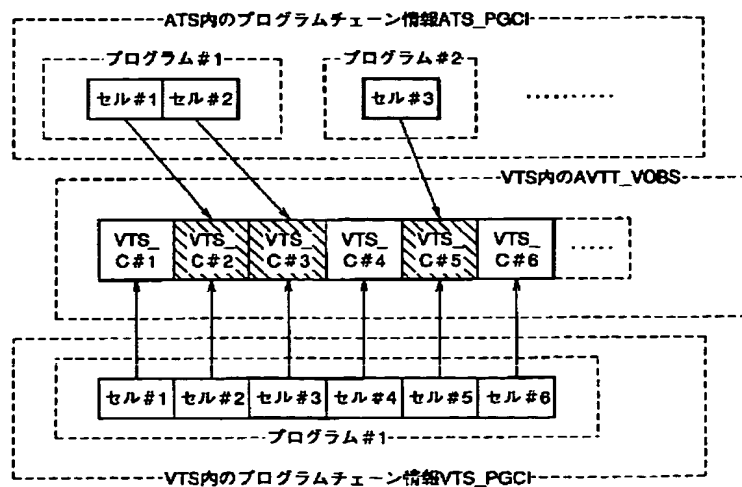 ATS内のプログラムチェーン情報ATS_PGCI
プログラム#1
プログラム#2
セル#1 セル#2
セル#3
VTS内のAVTT_VOBS
VTS_C#1
VTS_C#2
VTS_C#3
VTS_C#4
VTS_C#5
VTS_C#6
セル#1 セル#2 セル#3 セル#4 セル#5 セル#6
プログラム#1
VTS内のプログラムチェーン情報VTS_PGCI